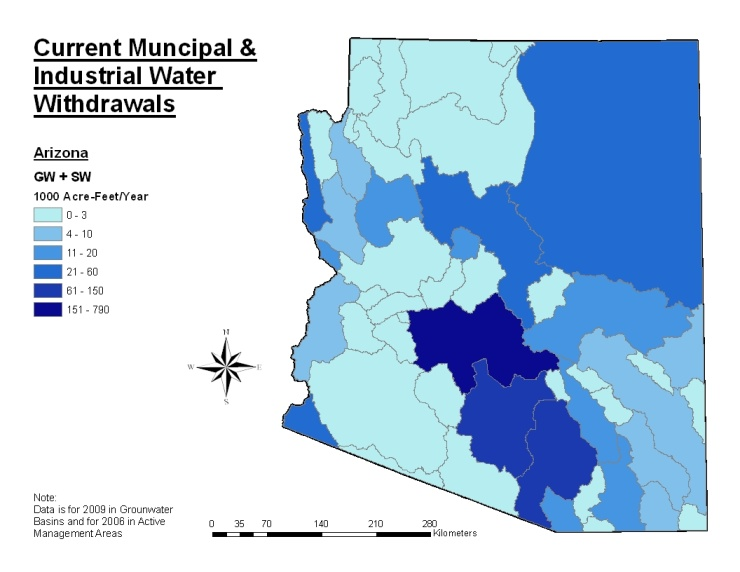 Current Muncipal &
Industrial Water
Withdrawals
Arizona
GW + SW
1000 Acre-Feet/Year
0 - 3
4 - 10
11 - 20
21 - 60
61 - 150
151 - 790
N
W E
S
Note:
Data is for 2009 in Grounwater
Basins and for 2006 in Active
Management Areas
0 35 70 140 210 280
Kilometers